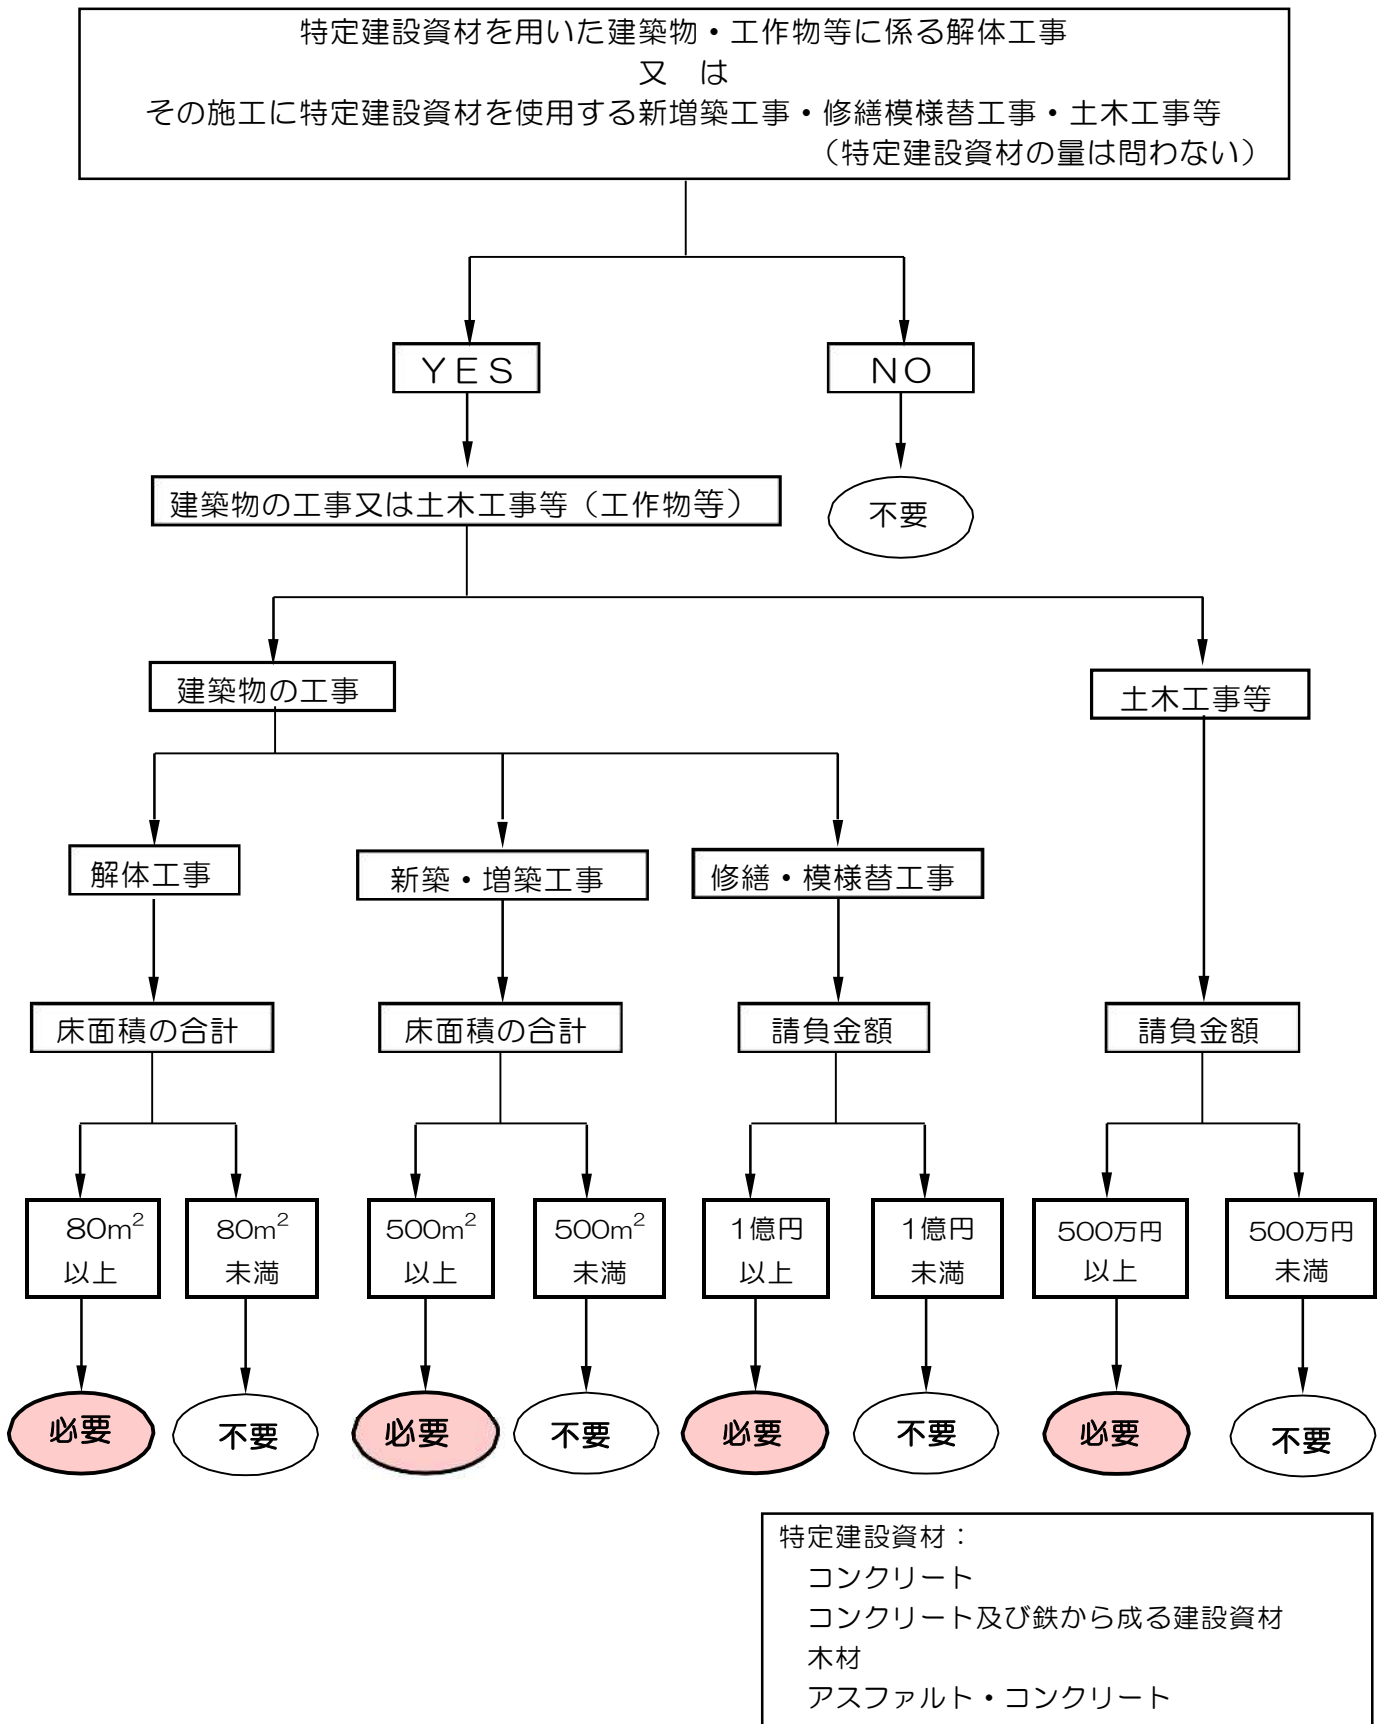 特定建設資材を用いた建築物・工作物等に係る解体工事
又　は
その施工に特定建設資材を使用する新増築工事・修繕模様替工事・土木工事等
（特定建設資材の量は問わない）
ＹＥＳ
ＮＯ
建築物の工事又は土木工事等（工作物等）
不要
建築物の工事
土木工事等
解体工事
新築・増築工事
修繕・模様替工事
床面積の合計
床面積の合計
請負金額
請負金額
80m²
以上
80m²
未満
500m²
以上
500m²
未満
1億円
以上
1億円
未満
500万円
以上
500万円
未満
必要
不要
必要
不要
必要
不要
必要
不要
特定建設資材：
コンクリート
コンクリート及び鉄から成る建設資材
木材
アスファルト・コンクリート